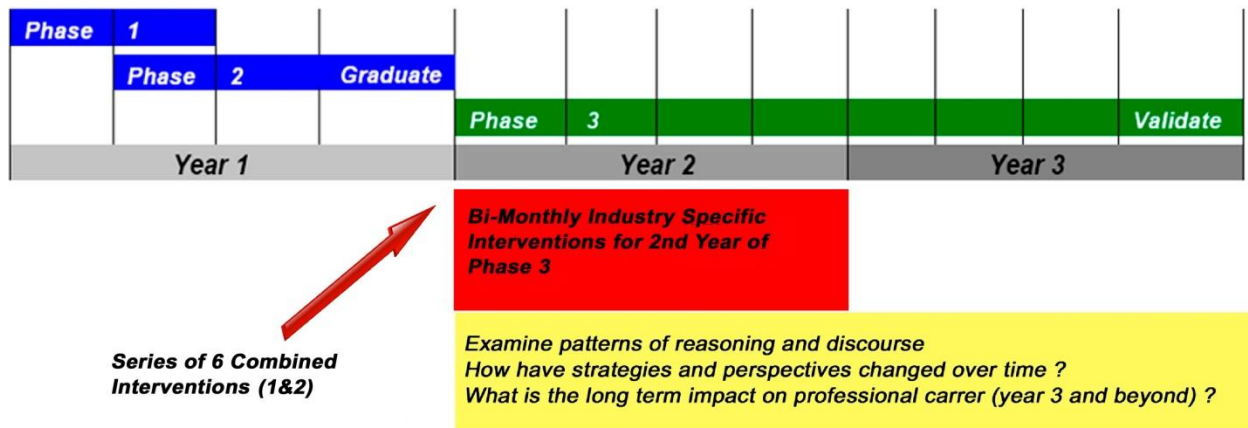 Phase 1
Phase 2 Graduate
Phase 3 Validate
Year 1 Year 2 Year 3
Bi-Monthly Industry Specific
Interventions for 2nd Year of
Phase 3
Series of 6 Combined
Interventions (1&2)
Examine patterns of reasoning and discourse
How have strategies and perspectives changed over time ?
What is the long term impact on professional carrer (year 3 and beyond) ?